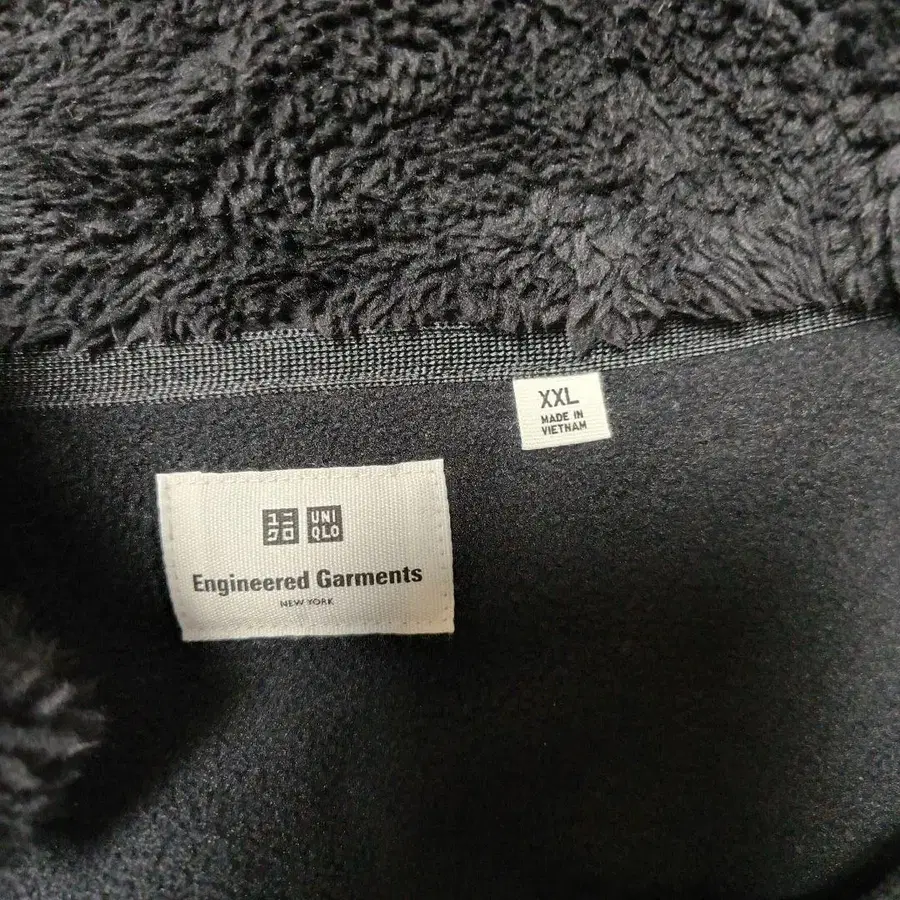 XXL
MADE IN
VIETNAM
ユニ UNI
クロ QLO
Engineered Garments
NEW YORK